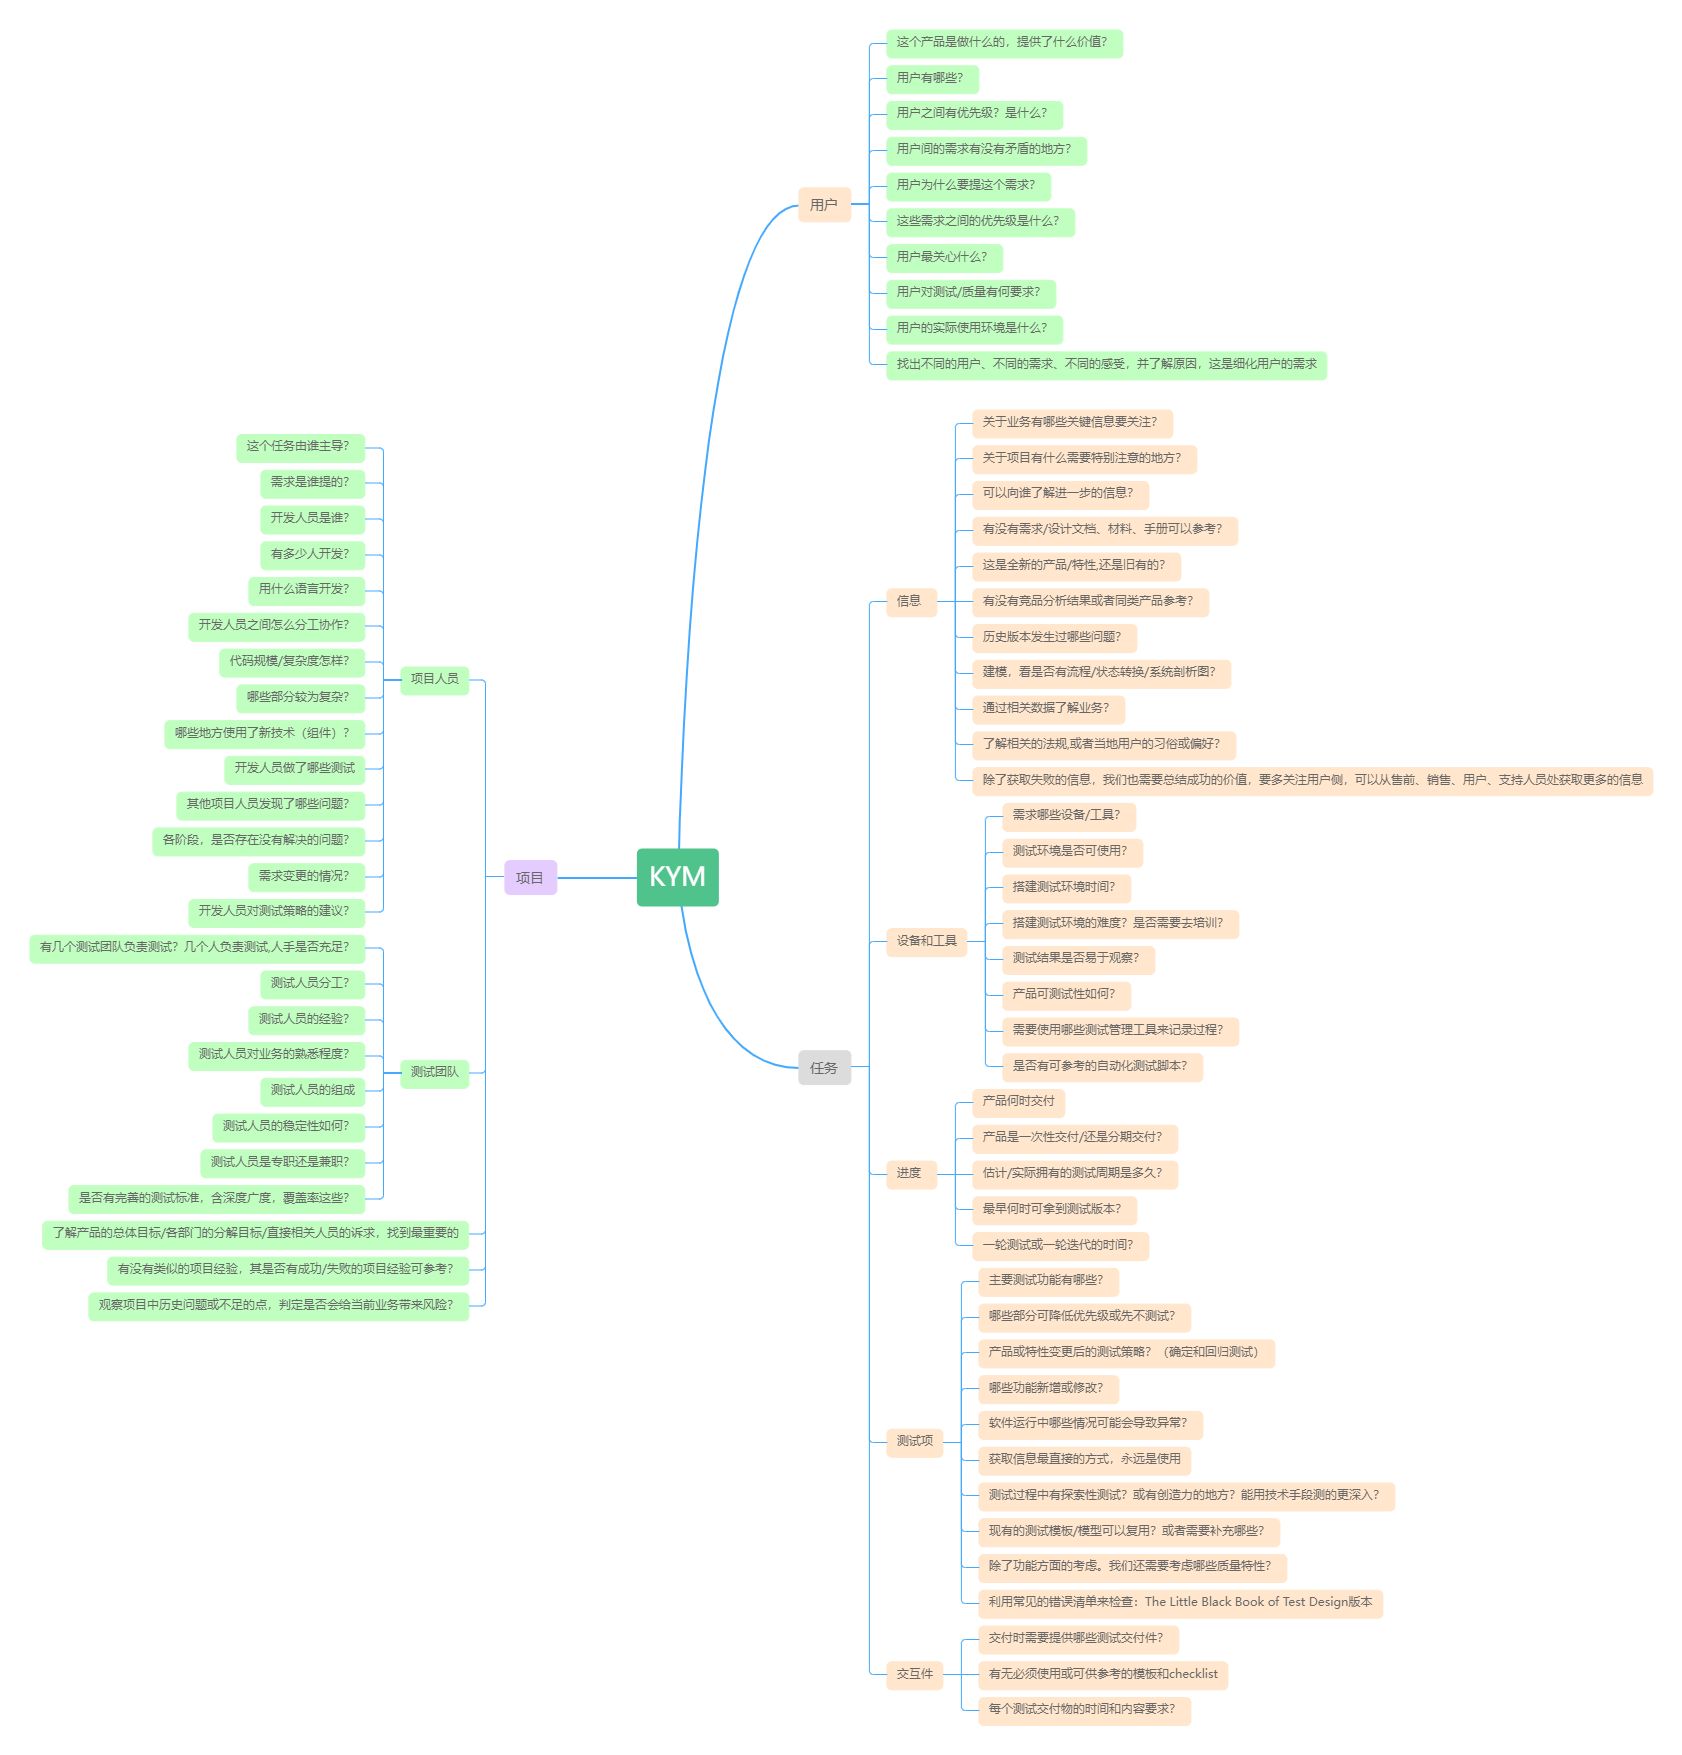 KYM
用户
这个产品是做什么的，提供了什么价值？
用户有哪些？
用户之间有优先级？是什么？
用户间的需求有没有矛盾的地方？
用户为什么要提这个需求？
这些需求之间的优先级是什么？
用户最关心什么？
用户对测试/质量有何要求？
用户的实际使用环境是什么？
找出不同的用户、不同的需求、不同的感受，并了解原因，这是细化用户的需求
任务
信息
关于业务有哪些关键信息要关注？
关于项目有什么需要特别注意的地方？
可以向谁了解进一步的信息？
有没有需求/设计文档、材料、手册可以参考？
这是全新的产品/特性,还是旧有的？
有没有竞品分析结果或者同类产品参考？
历史版本发生过哪些问题？
建模，看是否有流程/状态转换/系统剖析图？
通过相关数据了解业务？
了解相关的法规,或者当地用户的习俗或偏好？
除了获取失败的信息，我们也需要总结成功的价值，要多关注用户侧，可以从售前、销售、用户、支持人员处获取更多的信息
设备和工具
需求哪些设备/工具？
测试环境是否可使用？
搭建测试环境时间？
搭建测试环境的难度？是否需要去培训？
测试结果是否易于观察？
产品可测试性如何？
需要使用哪些测试管理工具来记录过程？
是否有可参考的自动化测试脚本？
进度
产品何时交付
产品是一次性交付/还是分期交付？
估计/实际拥有的测试周期是多久？
最早何时可拿到测试版本？
一轮测试或一轮迭代的时间？
测试项
主要测试功能有哪些？
哪些部分可降低优先级或先不测试？
产品或特性变更后的测试策略？（确定和回归测试）
哪些功能新增或修改？
软件运行中哪些情况可能会导致异常？
获取信息最直接的方式，永远是使用
测试过程中有探索性测试？或有创造力的地方？能用技术手段测的更深入？
现有的测试模板/模型可以复用？或者需要补充哪些？
除了功能方面的考虑。我们还需要考虑哪些质量特性？
利用常见的错误清单来检查：The Little Black Book of Test Design版本
交互件
交付时需要提供哪些测试交付件？
有无必须使用或可供参考的模板和checklist
每个测试交付物的时间和内容要求？
项目
项目人员
这个任务由谁主导？
需求是谁提的？
开发人员是谁？
有多少人开发？
用什么语言开发？
开发人员之间怎么分工协作？
代码规模/复杂度怎样？
哪些部分较为复杂？
哪些地方使用了新技术（组件）？
开发人员做了哪些测试
其他项目人员发现了哪些问题？
各阶段，是否存在没有解决的问题？
需求变更的情况？
开发人员对测试策略的建议？
测试团队
有几个测试团队负责测试？几个人负责测试,人手是否充足？
测试人员分工？
测试人员的经验？
测试人员对业务的熟悉程度？
测试人员的组成
测试人员的稳定性如何？
测试人员是专职还是兼职？
是否有完善的测试标准，含深度广度，覆盖率这些？
了解产品的总体目标/各部门的分解目标/直接相关人员的诉求，找到最重要的
有没有类似的项目经验，其是否有成功/失败的项目经验可参考？
观察项目中历史问题或不足的点，判定是否会给当前业务带来风险？